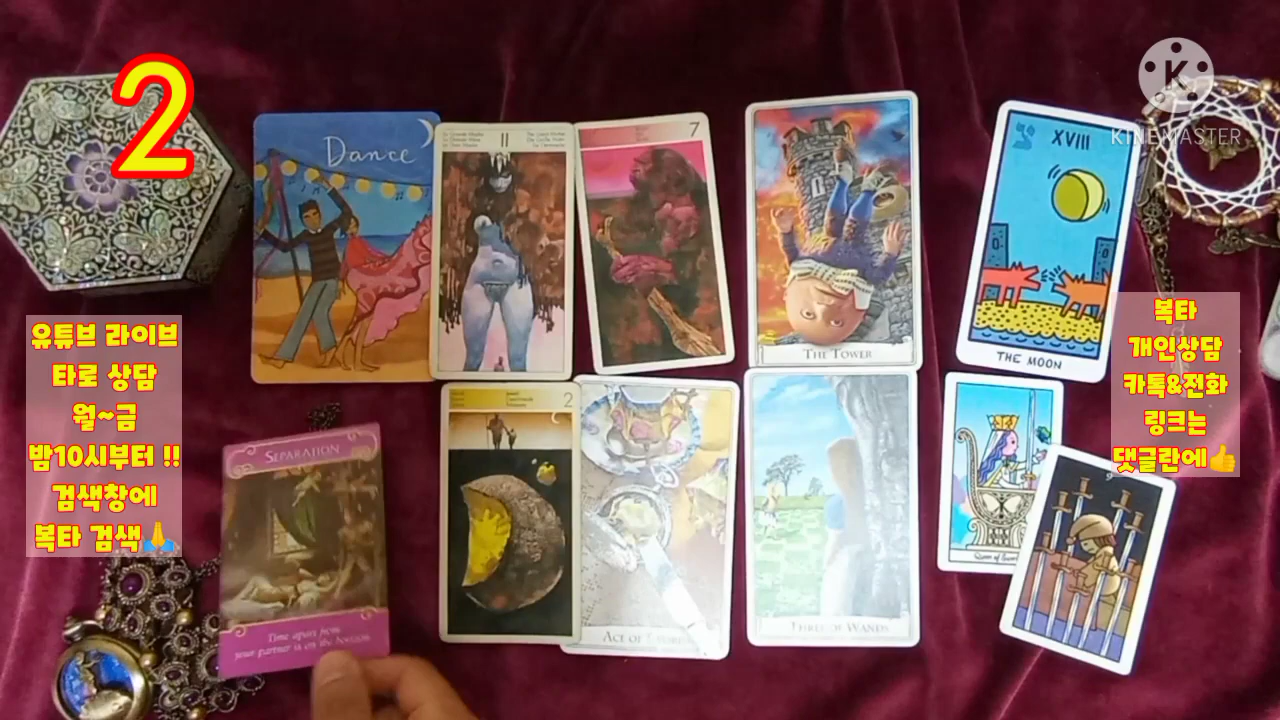 2
K
KINEMASTER
유튜브 라이브
타로 상담
월~금
밤10시부터 !!
검색창에
복타 검색🙏
복타
개인상담
카톡&전화
링크는
댓글란에👍
Dance
II
7
THE TOWER
XVIII
THE MOON
SEPARATION
Time apart from
your partner is on the horizon.
2
THREE OF WANDS
Queen of
9